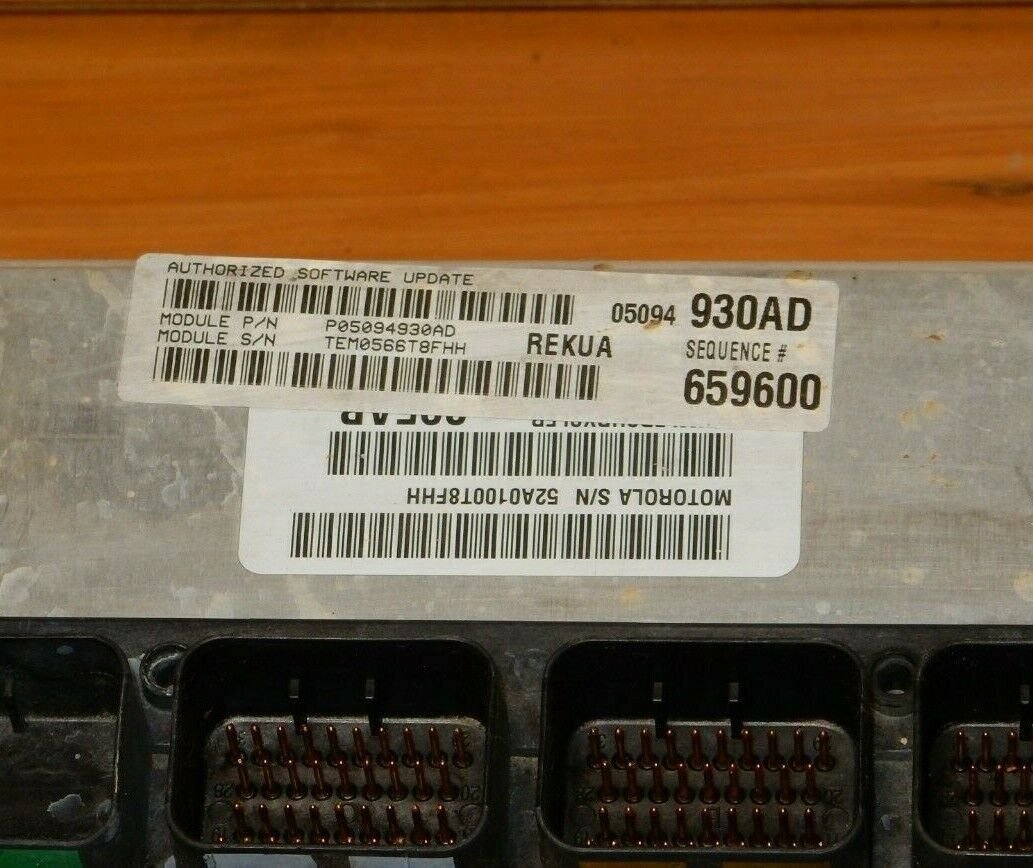 AUTHORIZED SOFTWARE UPDATE
05094 930AD
MODULE P/N P05094930AD
MODULE S/N TEM0566T8FHH
REKUA
SEQUENCE #
659600
MOTOROLA S/N 52A0100T8FHH